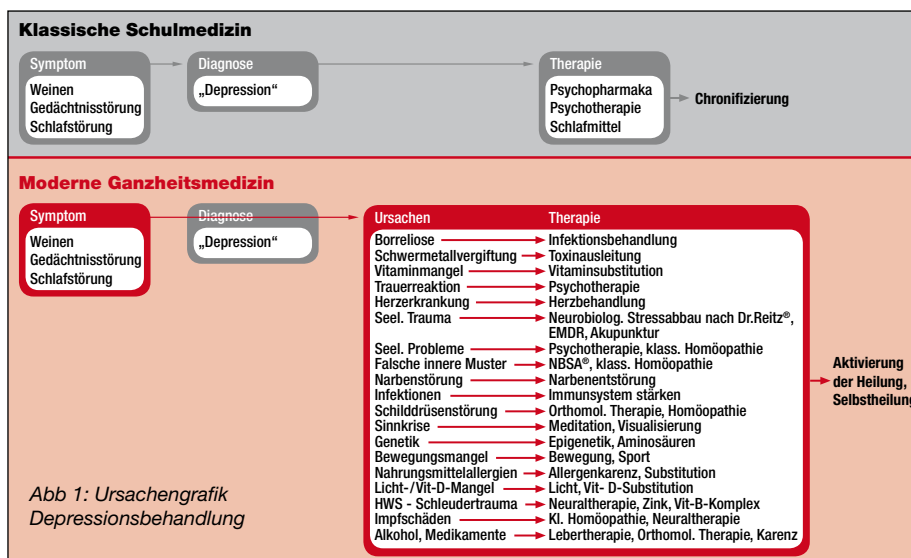 Klassische Schulmedizin
Symptom
Weinen
Gedächtnisstörung
Schlafstörung
Diagnose
„Depression“
Therapie
Psychopharmaka
Psychotherapie
Schlafmittel
Chronifizierung
Moderne Ganzheitsmedizin
Symptom
Weinen
Gedächtnisstörung
Schlafstörung
Diagnose
„Depression“
Ursachen Therapie
Borreliose Infektionsbehandlung
Schwermetallvergiftung Toxinausleitung
Vitaminmangel Vitaminsubstitution
Trauerreaktion Psychotherapie
Herzerkrankung Herzbehandlung
Seel. Trauma Neurobiolog. Stressabbau nach Dr.Reitz®,
EMDR, Akupunktur
Seel. Probleme Psychotherapie, klass. Homöopathie
Falsche innere Muster NBSA®, klass. Homöopathie
Narbenstörung Narbenentstörung
Infektionen Immunsystem stärken
Schilddrüsenstörung Orthomol. Therapie, Homöopathie
Sinnkrise Meditation, Visualisierung
Genetik Epigenetik, Aminosäuren
Bewegungsmangel Bewegung, Sport
Nahrungsmittelallergien Allergenkarenz, Substitution
Licht-/Vit-D-Mangel Licht, Vit- D-Substitution
HWS - Schleudertrauma Neuraltherapie, Zink, Vit-B-Komplex
Impfschäden Kl. Homöopathie, Neuraltherapie
Alkohol, Medikamente Lebertherapie, Orthomol. Therapie, Karenz
Aktivierung
der Heilung,
Selbstheilung
Abb 1: Ursachengrafik
Depressionsbehandlung